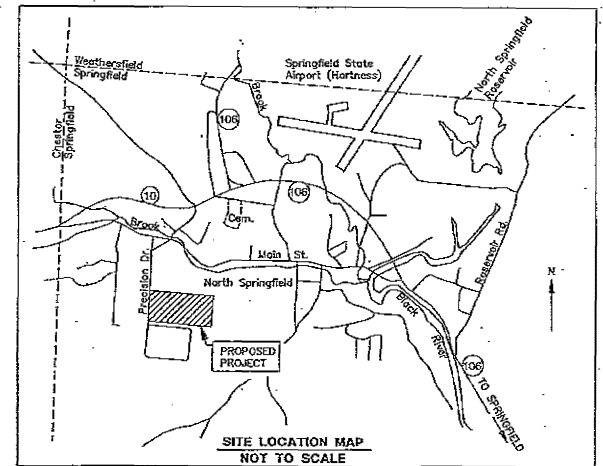 Weathersfield
Springfield
Springfield State
Airport (Hartness)
North Springfield
Reservoir
Chester
Springfield
106
Brook
10
106
Cem.
Brook
Main St.
Precision Dr.
North Springfield
Reservoir Rd.
N
Black
River
PROPOSED
PROJECT
106
TO SPRINGFIELD
SITE LOCATION MAP
NOT TO SCALE